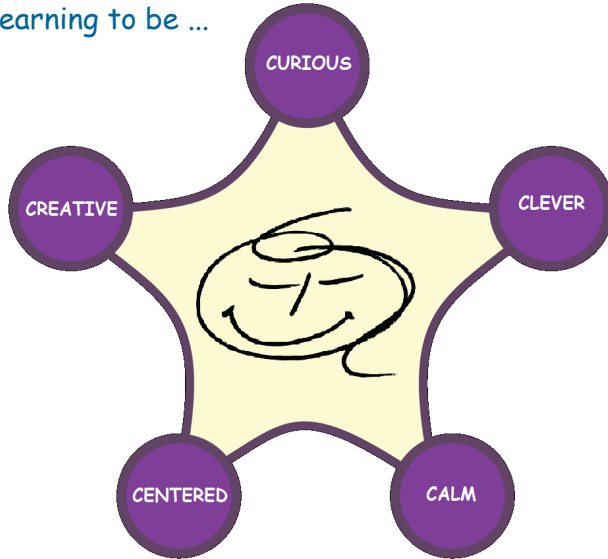 earning to be ...
CURIOUS
CREATIVE
CLEVER
CENTERED
CALM